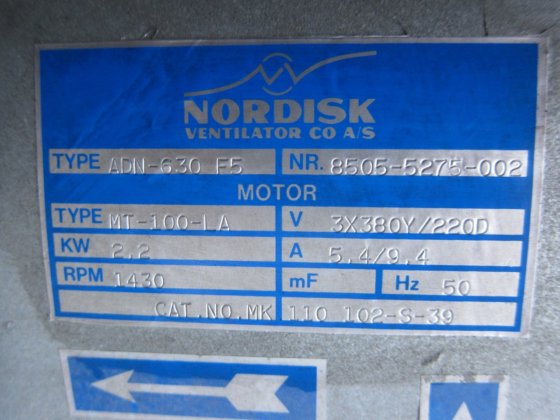 NORDISK
VENTILATOR CO A/S
TYPE ADN-630 F5 NR. 8505-5275-002
MOTOR
TYPE MT-100-LA V 3X380Y/220D
KW 2.2 A 5.4/9.4
RPM 1430 mF Hz 50
CAT.NO.MK 110 102-S-39